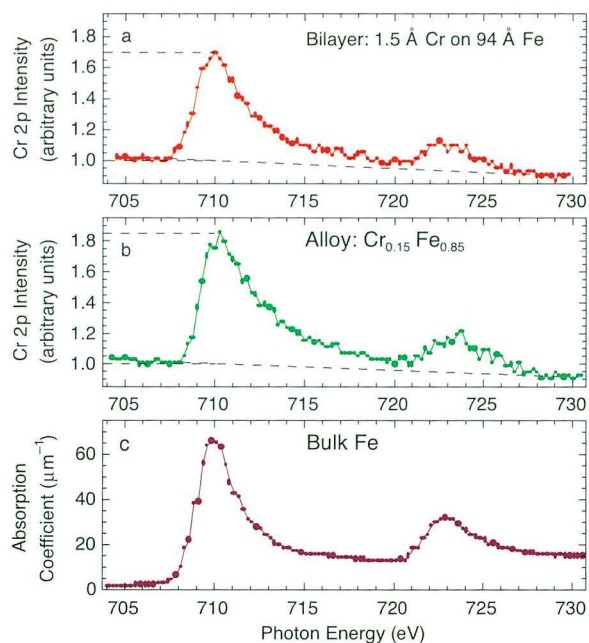 a
Bilayer: 1.5 Å Cr on 94 Å Fe
Cr 2p Intensity
(arbitrary units)
1.8
1.6
1.4
1.2
1.0
705 710 715 720 725 730
b
Alloy: Cr0.15 Fe0.85
Cr 2p Intensity
(arbitrary units)
1.8
1.6
1.4
1.2
1.0
705 710 715 720 725 730
c
Bulk Fe
Absorption
Coefficient (μm⁻¹)
60
40
20
0
705 710 715 720 725 730
Photon Energy (eV)